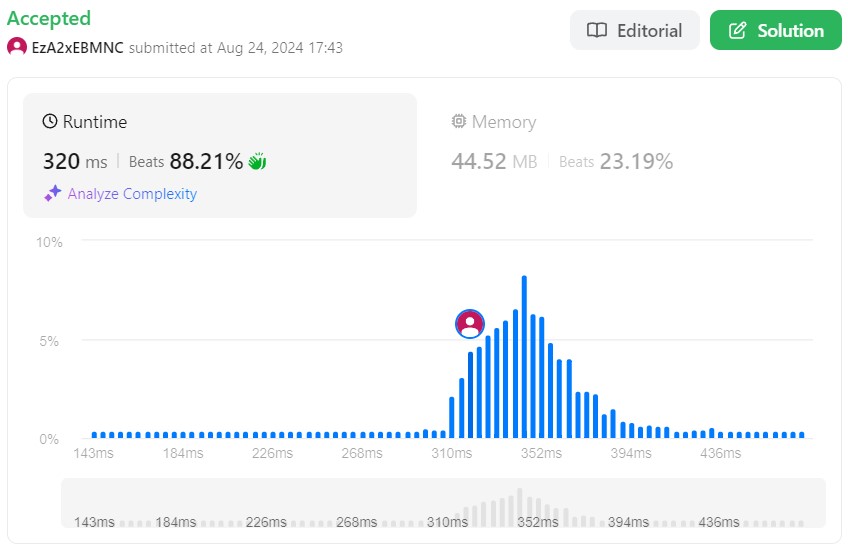 Accepted
EzA2xEBMNC submitted at Aug 24, 2024 17:43
Editorial
Solution
Runtime
320 ms | Beats 88.21%
Analyze Complexity
Memory
44.52 MB | Beats 23.19%
10%
5%
0%
143ms 184ms 226ms 268ms 310ms 352ms 394ms 436ms
143ms 184ms 226ms 268ms 310ms 352ms 394ms 436ms